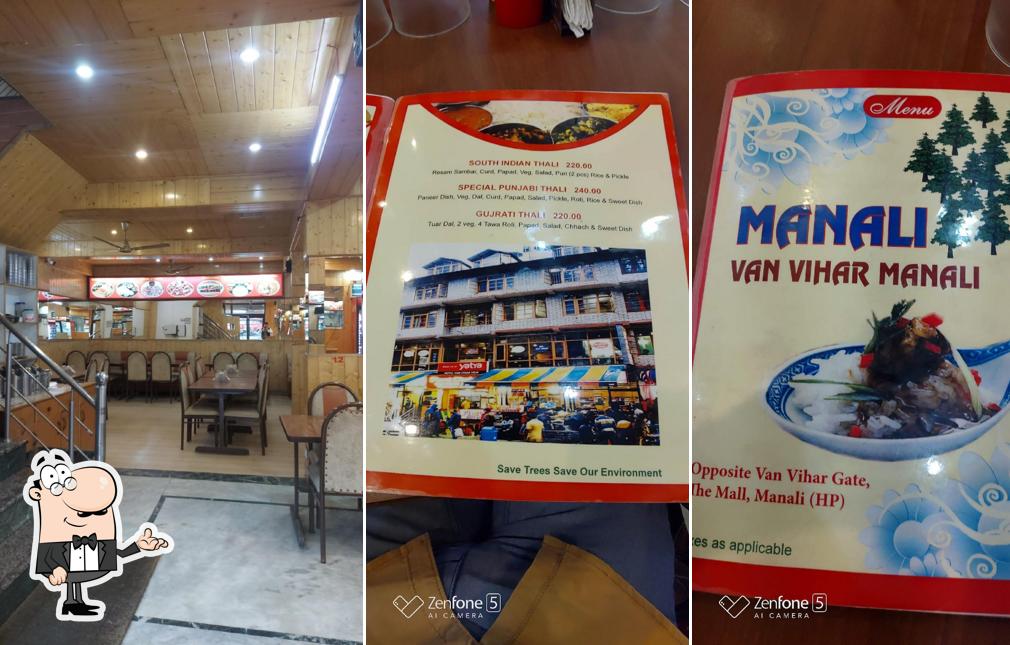 12
SOUTH INDIAN THALI 220.00
Resam Sambar, Curd, Papad, Veg, Salad, Puri (2 pcs) Rice & Pickle
SPECIAL PUNJABI THALI 240.00
Paneer Dish, Veg, Dal, Curd, Papad, Salad, Pickle, Roti, Rice & Sweet Dish
GUJRATI THALI 220.00
Tuar Dal, 2 veg, 4 Tawa Roti, Papad, Salad, Chhach & Sweet Dish
yatra
Save Trees Save Our Environment
Zenfone 5
AI CAMERA
Menu
MANALI
VAN VIHAR MANALI
Opposite Van Vihar Gate,
The Mall, Manali (HP)
es as applicable
Zenfone 5
AI CAMERA